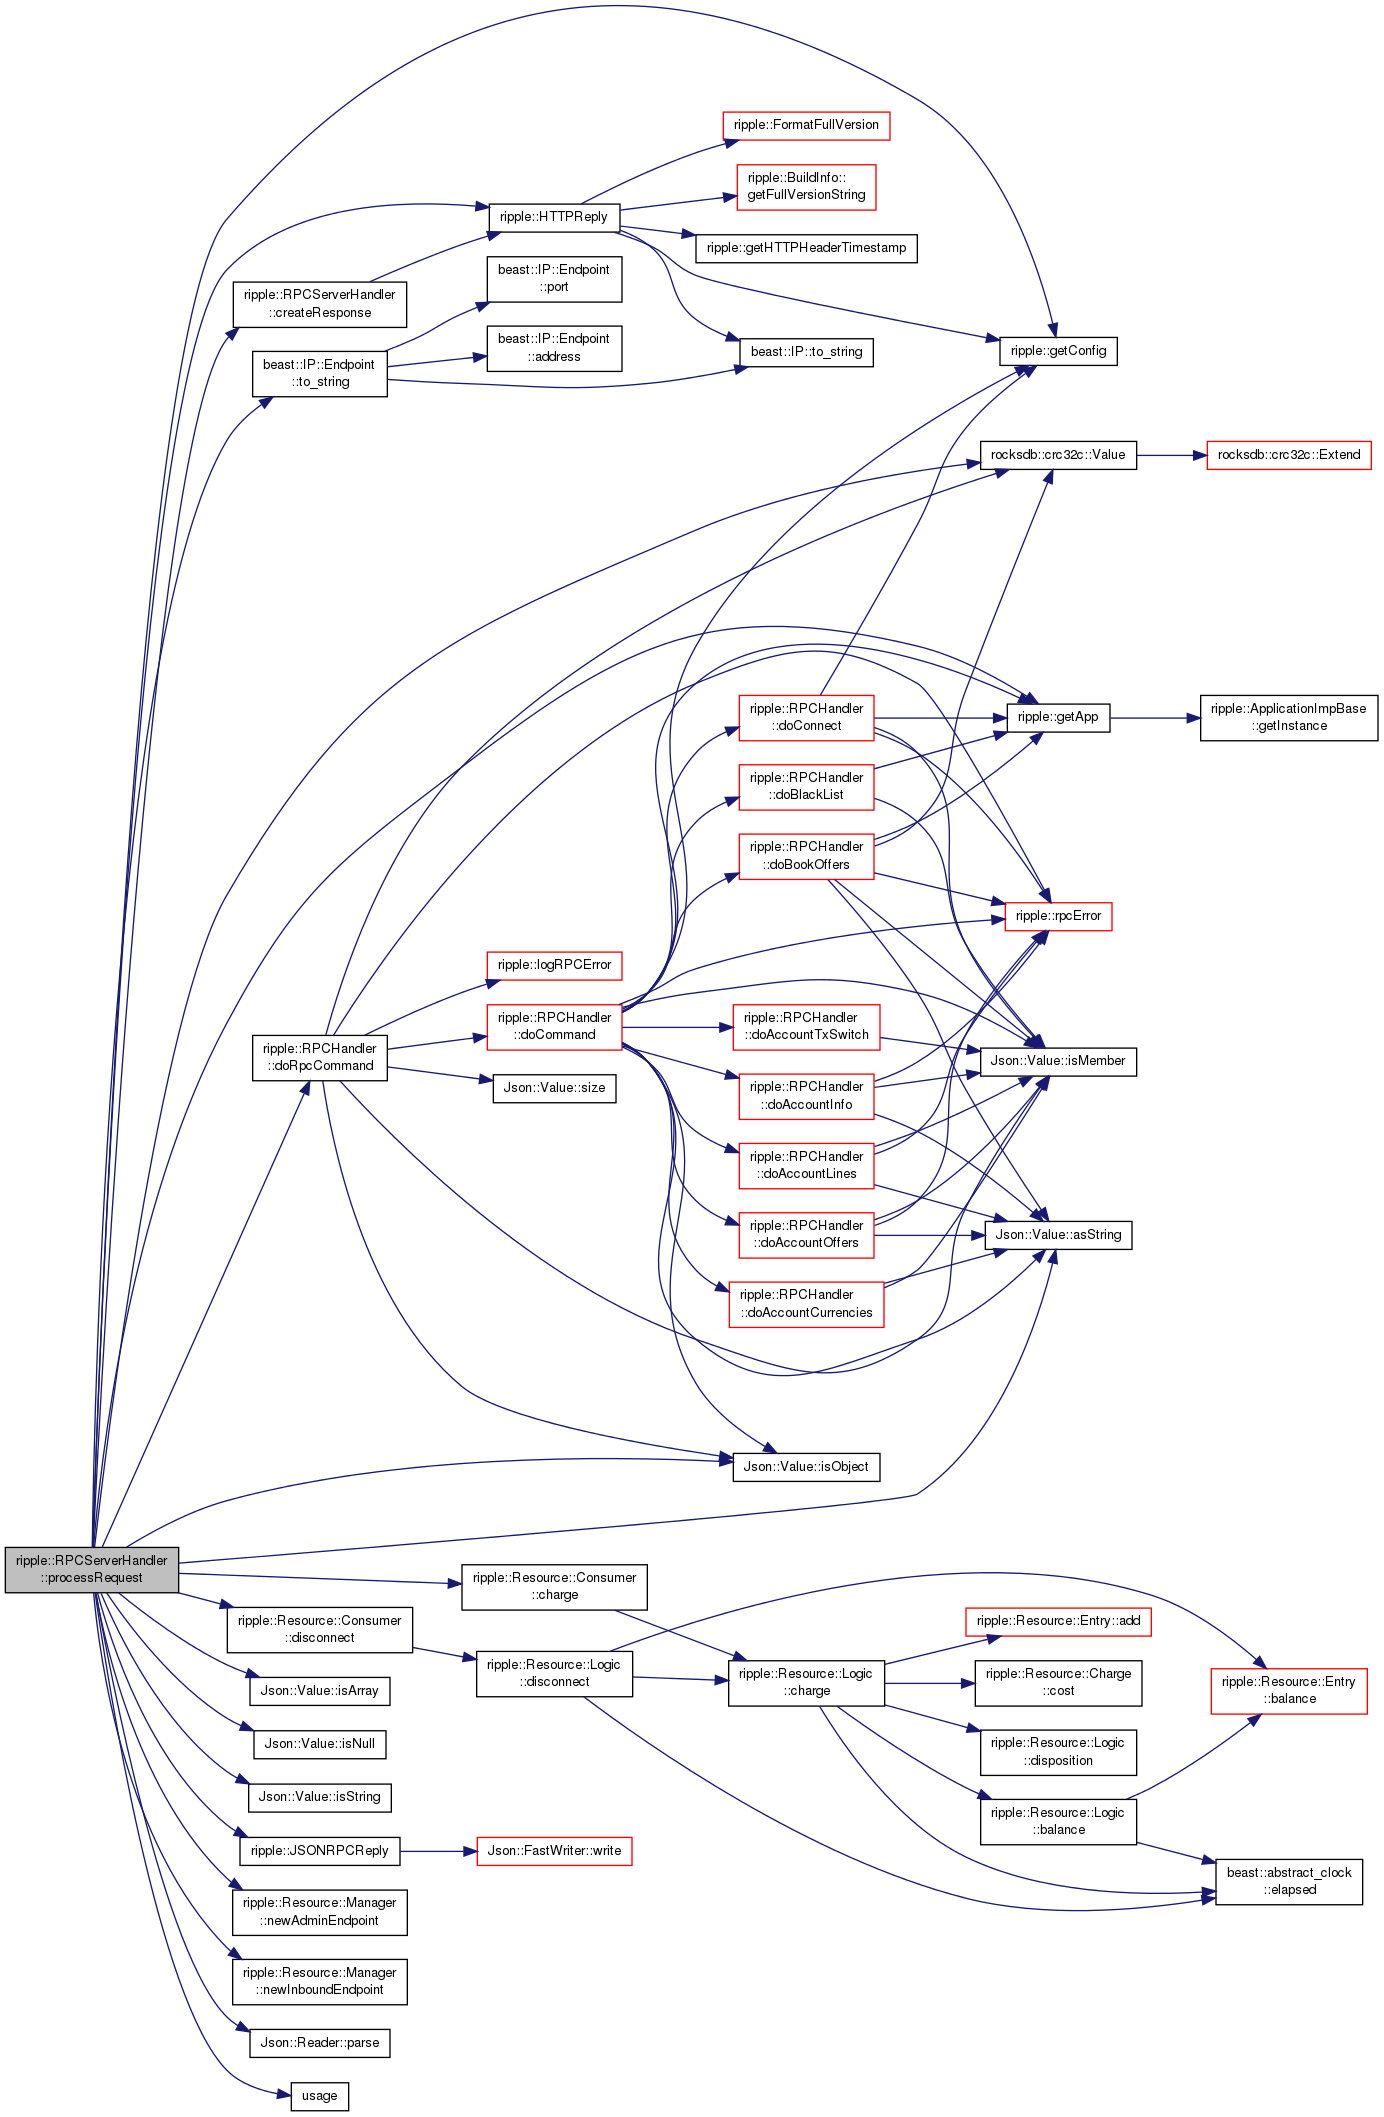 ripple::FormatFullVersion
ripple::BuildInfo::
getFullVersionString
ripple::HTTPReply
ripple::getHTTPHeaderTimestamp
beast::IP::Endpoint
::port
ripple::RPCServerHandler
::createResponse
beast::IP::Endpoint
::address
beast::IP::to_string
ripple::getConfig
beast::IP::Endpoint
::to_string
rocksdb::crc32c::Value
rocksdb::crc32c::Extend
ripple::RPCHandler
::doConnect
ripple::getApp
ripple::ApplicationImpBase
::getInstance
ripple::RPCHandler
::doBlackList
ripple::RPCHandler
::doBookOffers
ripple::rpcError
ripple::logRPCError
ripple::RPCHandler
::doCommand
ripple::RPCHandler
::doAccountTxSwitch
ripple::RPCHandler
::doRpcCommand
Json::Value::isMember
Json::Value::size
ripple::RPCHandler
::doAccountInfo
ripple::RPCHandler
::doAccountLines
ripple::RPCHandler
::doAccountOffers
Json::Value::asString
ripple::RPCHandler
::doAccountCurrencies
Json::Value::isObject
ripple::RPCServerHandler
::processRequest
ripple::Resource::Consumer
::charge
ripple::Resource::Consumer
::disconnect
ripple::Resource::Entry::add
ripple::Resource::Logic
::disconnect
ripple::Resource::Logic
::charge
ripple::Resource::Charge
::cost
ripple::Resource::Entry
::balance
Json::Value::isArray
Json::Value::isNull
ripple::Resource::Logic
::disposition
Json::Value::isString
ripple::Resource::Logic
::balance
ripple::JSONRPCReply
Json::FastWriter::write
beast::abstract_clock
::elapsed
ripple::Resource::Manager
::newAdminEndpoint
ripple::Resource::Manager
::newInboundEndpoint
Json::Reader::parse
usage